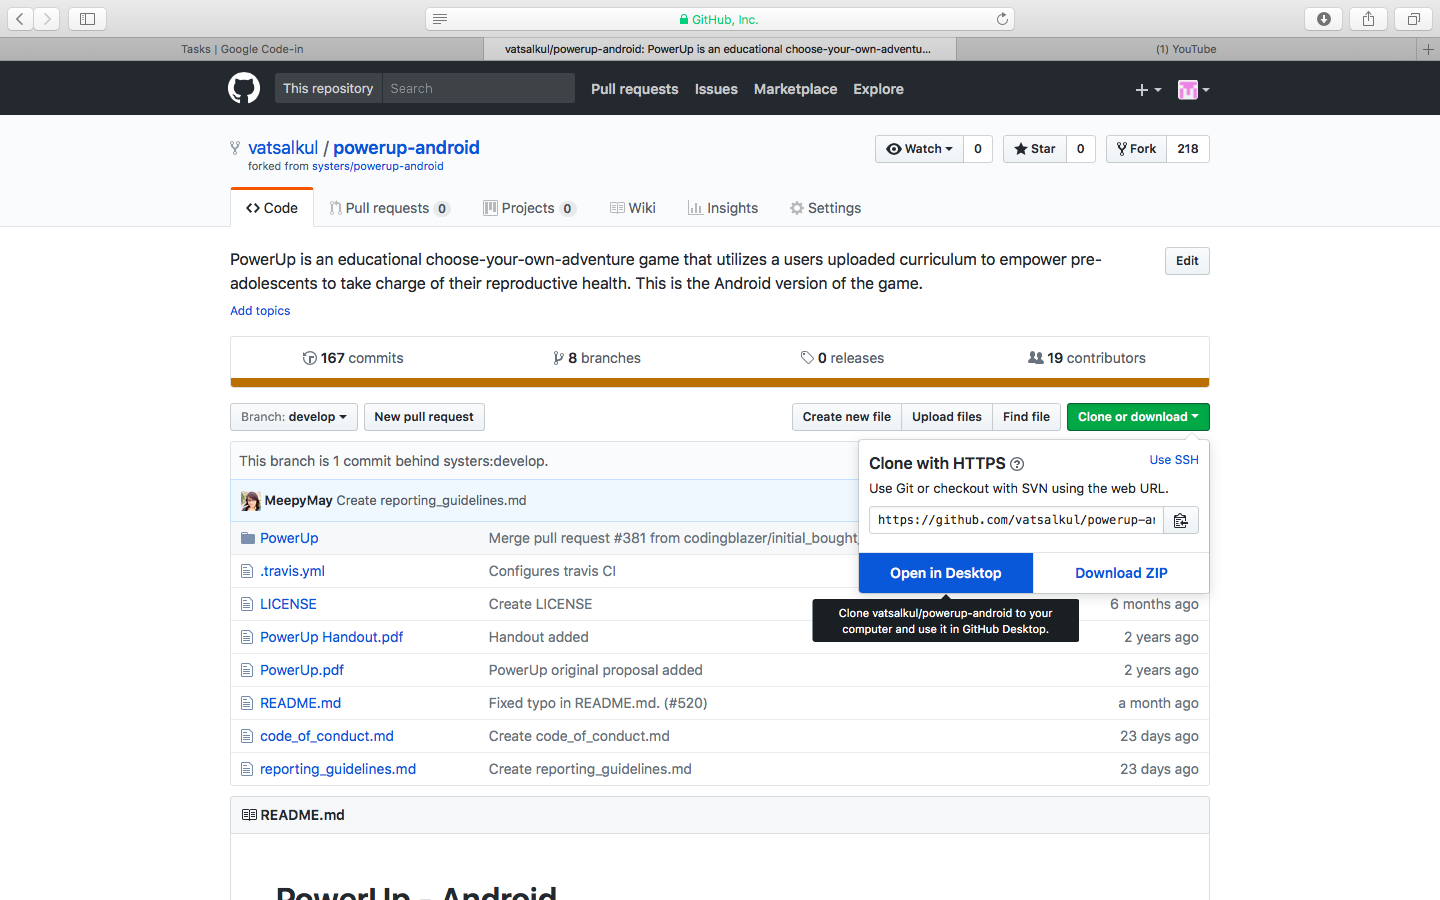 GitHub, Inc.
Tasks | Google Code-in
vatsalkul/powerup-android: PowerUp is an educational choose-your-own-adventu...
(1) YouTube
This repository
Search
Pull requests
Issues
Marketplace
Explore
vatsalkul / powerup-android
forked from systers/powerup-android
Watch
0
Star
0
Fork
218
Code
Pull requests 0
Projects 0
Wiki
Insights
Settings
PowerUp is an educational choose-your-own-adventure game that utilizes a users uploaded curriculum to empower pre-
adolescents to take charge of their reproductive health. This is the Android version of the game.
Edit
Add topics
167 commits
8 branches
0 releases
19 contributors
Branch: develop
New pull request
Create new file
Upload files
Find file
Clone or download
This branch is 1 commit behind systers:develop.
Clone with HTTPS
Use SSH
Use Git or checkout with SVN using the web URL.
https://github.com/vatsalkul/powerup-ar
Open in Desktop
Download ZIP
Clone vatsalkul/powerup-android to your
computer and use it in GitHub Desktop.
MeepyMay Create reporting_guidelines.md
PowerUp
Merge pull request #381 from codingblazer/initial_bought_
.travis.yml
Configures travis CI
LICENSE
Create LICENSE
6 months ago
PowerUp Handout.pdf
Handout added
2 years ago
PowerUp.pdf
PowerUp original proposal added
2 years ago
README.md
Fixed typo in README.md. (#520)
a month ago
code_of_conduct.md
Create code_of_conduct.md
23 days ago
reporting_guidelines.md
Create reporting_guidelines.md
23 days ago
README.md
PowerUp - Android